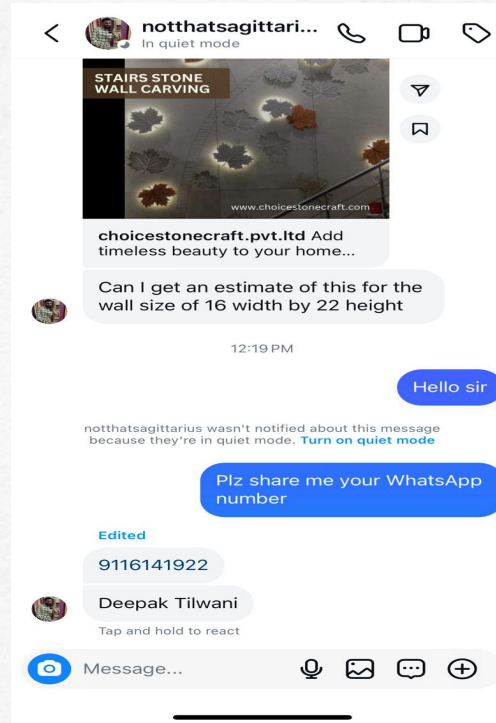 notthatsagittari...
In quiet mode
STAIRS STONE
WALL CARVING
www.choicestonecraft.com
choicestonecraft.pvt.ltd Add
timeless beauty to your home...
Can I get an estimate of this for the
wall size of 16 width by 22 height
12:19 PM
Hello sir
notthatsagittarius wasn't notified about this message
because they're in quiet mode. Turn on quiet mode
Plz share me your WhatsApp
number
Edited
9116141922
Deepak Tilwani
Tap and hold to react
Message...